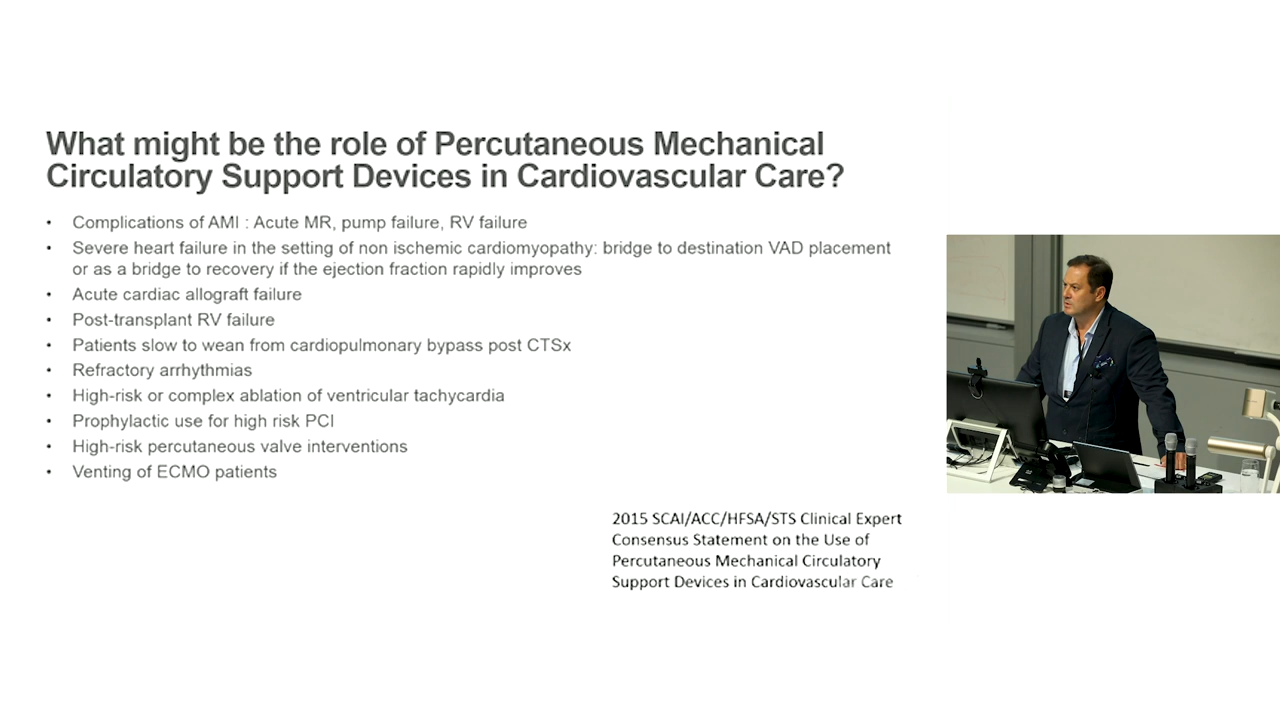 What might be the role of Percutaneous Mechanical
Circulatory Support Devices in Cardiovascular Care?
• Complications of AMI : Acute MR, pump failure, RV failure
• Severe heart failure in the setting of non ischemic cardiomyopathy: bridge to destination VAD placement
or as a bridge to recovery if the ejection fraction rapidly improves
• Acute cardiac allograft failure
• Post-transplant RV failure
• Patients slow to wean from cardiopulmonary bypass post CTSx
• Refractory arrhythmias
• High-risk or complex ablation of ventricular tachycardia
• Prophylactic use for high risk PCI
• High-risk percutaneous valve interventions
• Venting of ECMO patients
2015 SCAI/ACC/HFSA/STS Clinical Expert
Consensus Statement on the Use of
Percutaneous Mechanical Circulatory
Support Devices in Cardiovascular Care